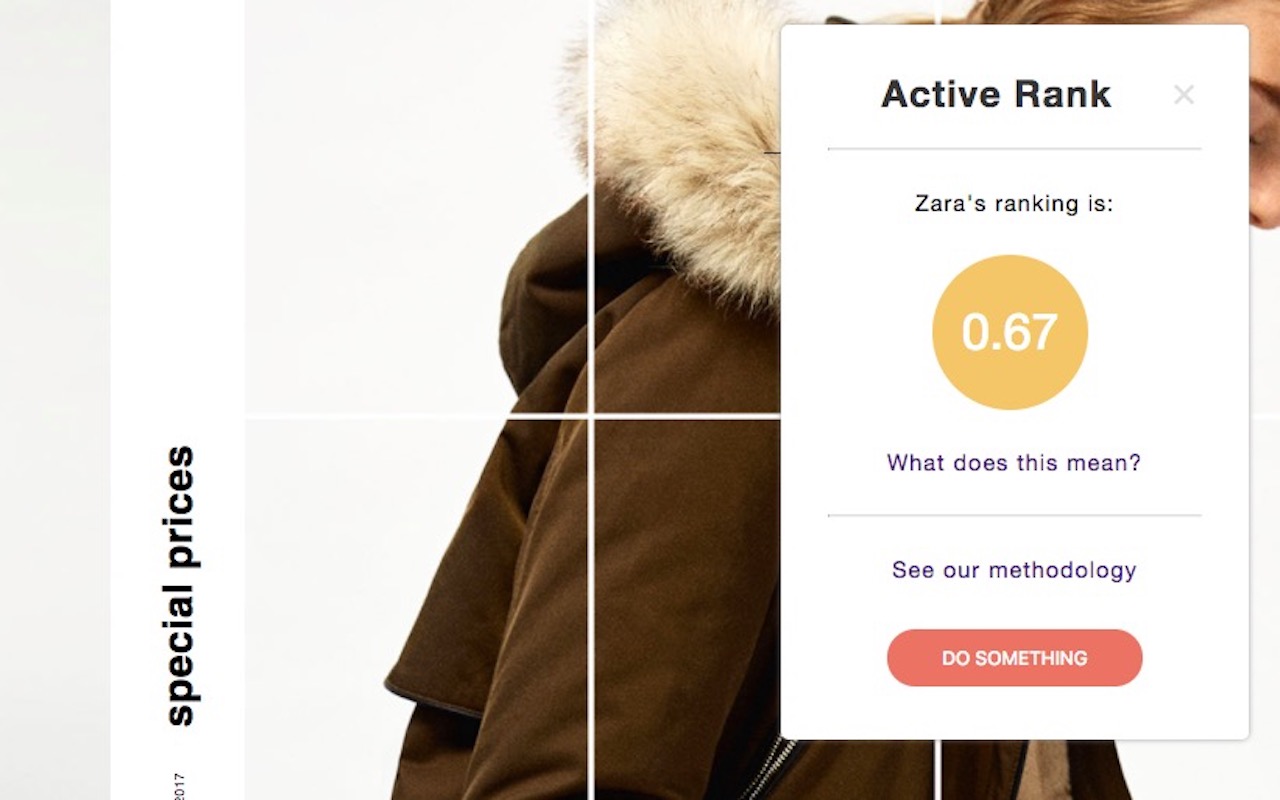 special prices
2017
Active Rank
Zara's ranking is:
0.67
What does this mean?
See our methodology
DO SOMETHING